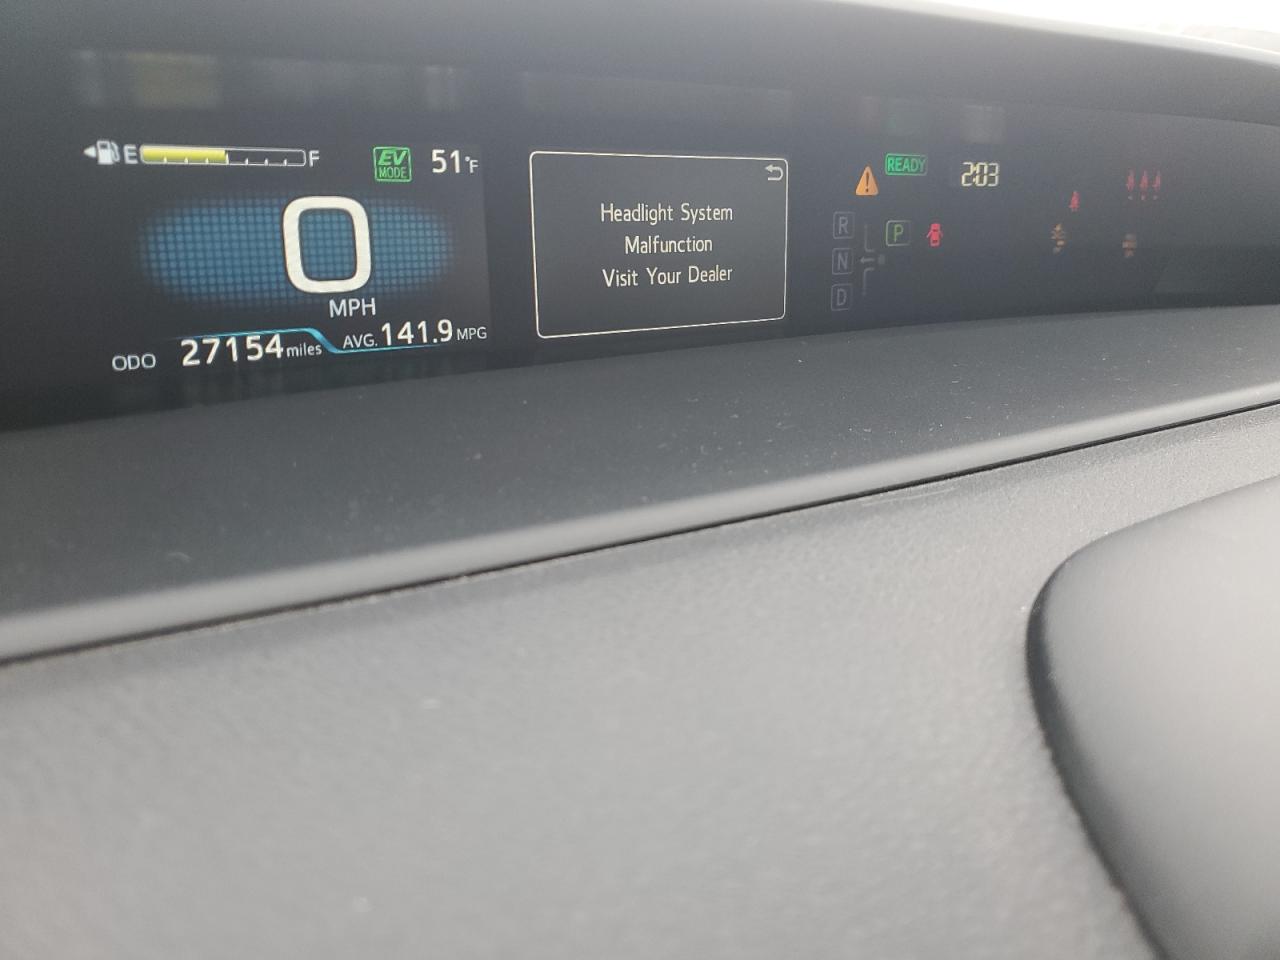 E F
EV
MODE
51°F
0
MPH
ODO 27154 miles
AVG. 141.9 MPG
Headlight System
Malfunction
Visit Your Dealer
READY
2:03
R
P
N
D